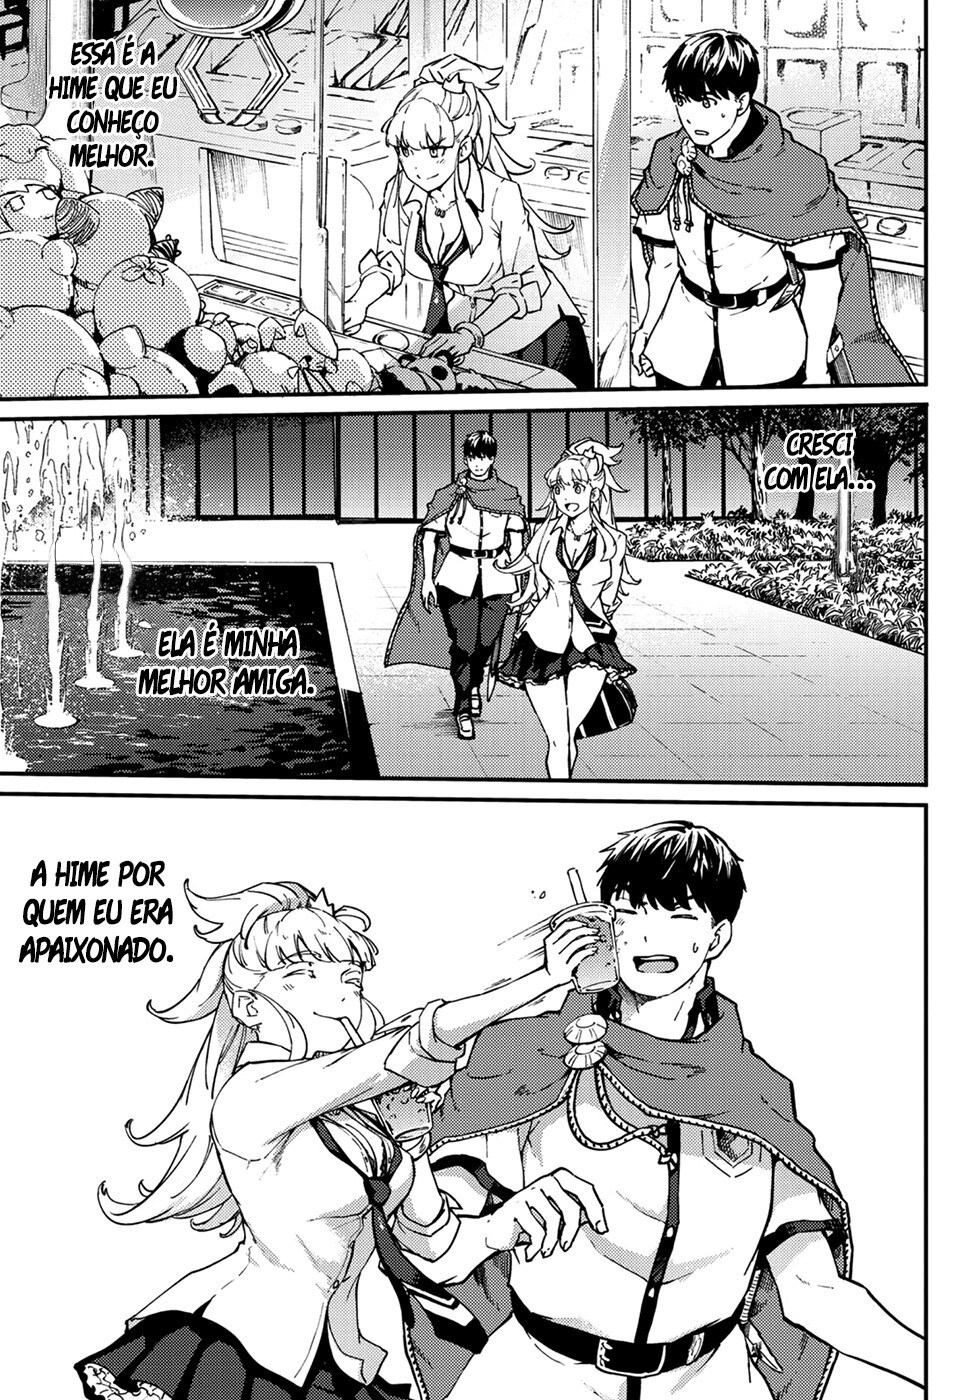 ESSA É A
HIME QUE EU
CONHEÇO
MELHOR.
CRESCI
COM ELA...
ELA É MINHA
MELHOR AMIGA.
A HIME POR
QUEM EU ERA
APAIXONADO.